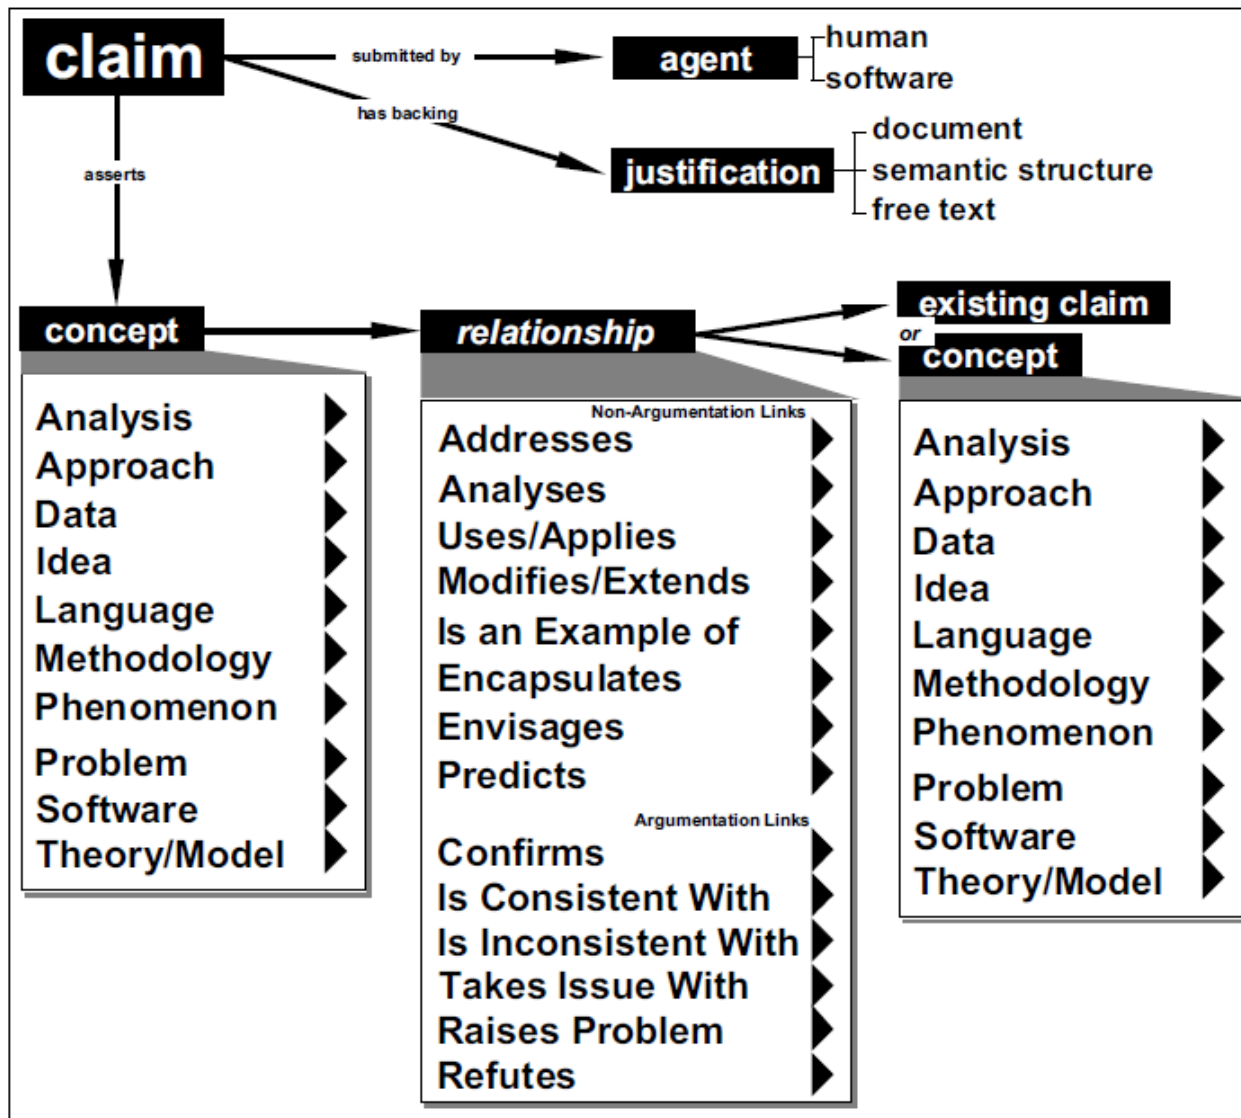 claim
submitted by
agent
human
software
has backing
justification
document
semantic structure
free text
asserts
concept
relationship
existing claim
or
concept
Analysis
Approach
Data
Idea
Language
Methodology
Phenomenon
Problem
Software
Theory/Model
Non-Argumentation Links
Addresses
Analyses
Uses/Applies
Modifies/Extends
Is an Example of
Encapsulates
Envisages
Predicts
Argumentation Links
Confirms
Is Consistent With
Is Inconsistent With
Takes Issue With
Raises Problem
Refutes
Analysis
Approach
Data
Idea
Language
Methodology
Phenomenon
Problem
Software
Theory/Model